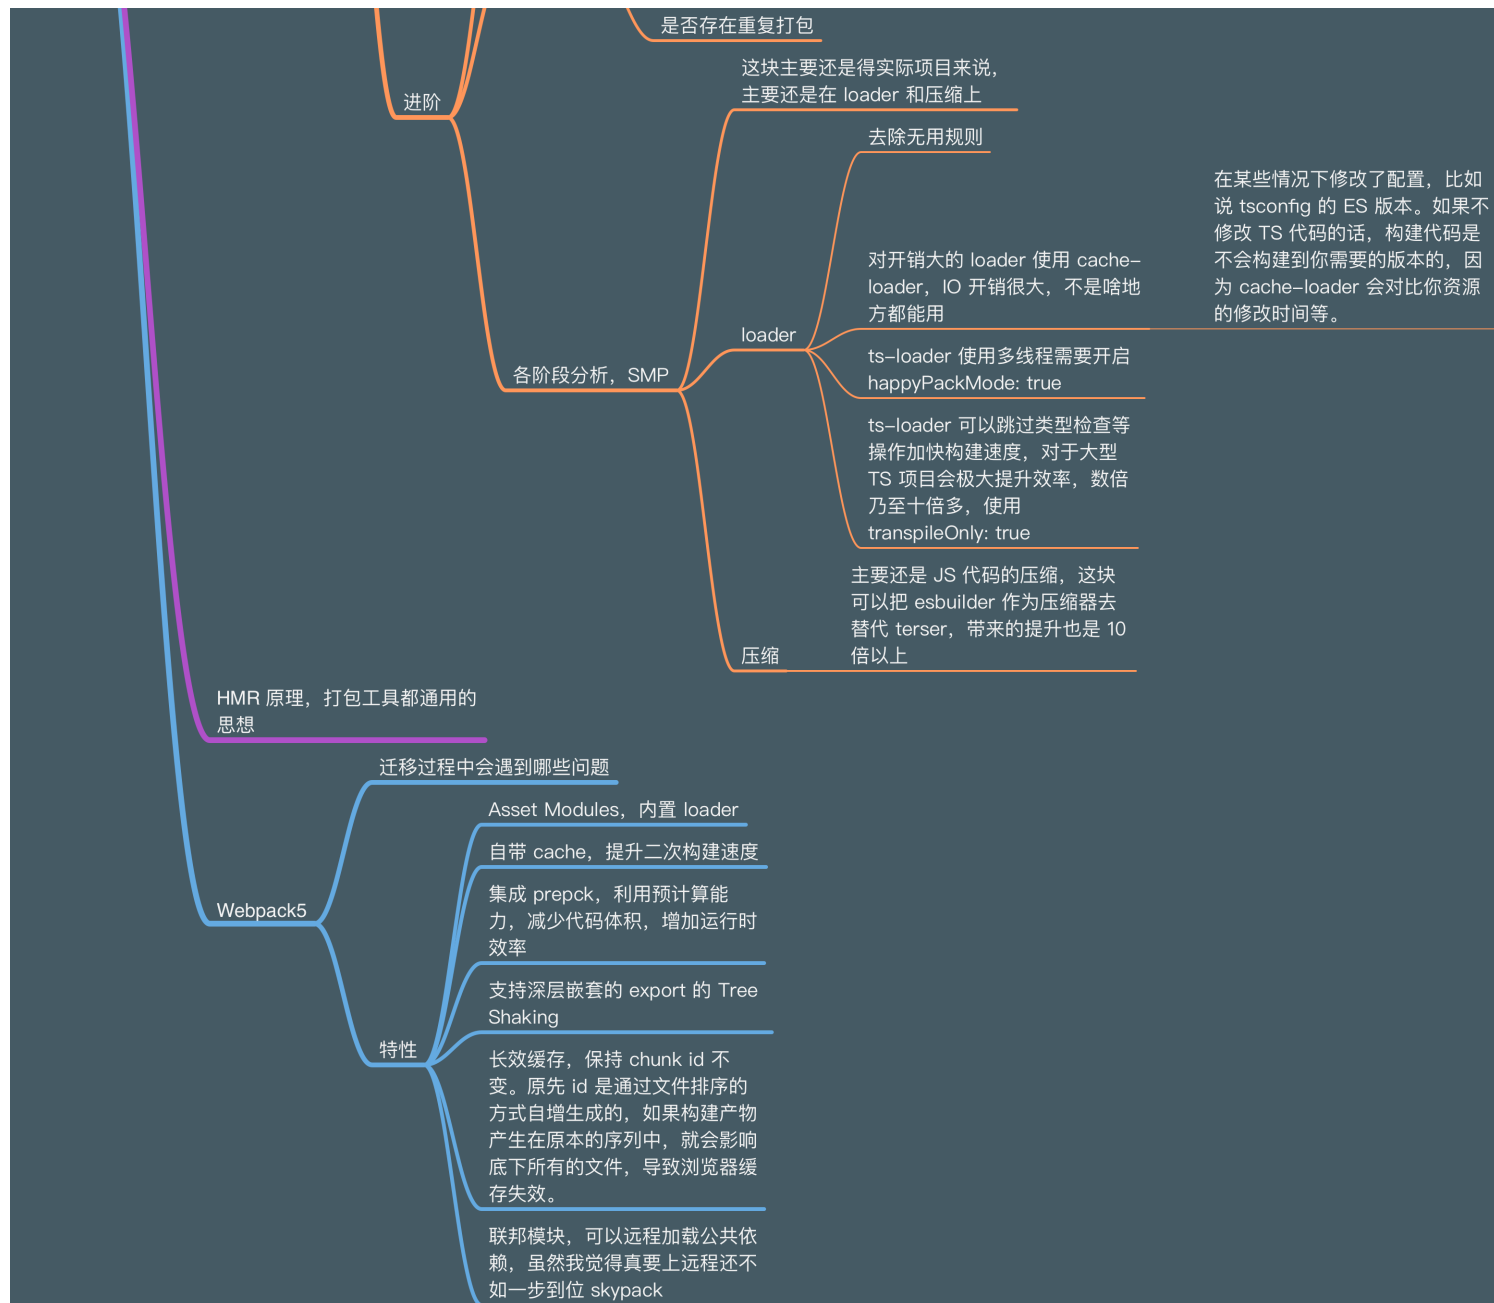 是否存在重复打包
这块主要还是得实际项目来说，
主要还是在 loader 和压缩上
进阶
去除无用规则
在某些情况下修改了配置，比如
说 tsconfig 的 ES 版本。如果不
修改 TS 代码的话，构建代码是
不会构建到你需要的版本的，因
为 cache-loader 会对比你资源
的修改时间等。
对开销大的 loader 使用 cache-
loader，IO 开销很大，不是啥地
方都能用
loader
ts-loader 使用多线程需要开启
happyPackMode: true
各阶段分析，SMP
ts-loader 可以跳过类型检查等
操作加快构建速度，对于大型
TS 项目会极大提升效率，数倍
乃至十倍多，使用
transpileOnly: true
主要还是 JS 代码的压缩，这块
可以把 esbuilder 作为压缩器去
替代 terser，带来的提升也是 10
倍以上
压缩
HMR 原理，打包工具都通用的
思想
迁移过程中会遇到哪些问题
Asset Modules，内置 loader
自带 cache，提升二次构建速度
集成 prepck，利用预计算能
力，减少代码体积，增加运行时
效率
Webpack5
支持深层嵌套的 export 的 Tree
Shaking
特性
长效缓存，保持 chunk id 不
变。原先 id 是通过文件排序的
方式自增生成的，如果构建产物
产生在原本的序列中，就会影响
底下所有的文件，导致浏览器缓
存失效。
联邦模块，可以远程加载公共依
赖，虽然我觉得真要上远程还不
如一步到位 skypack